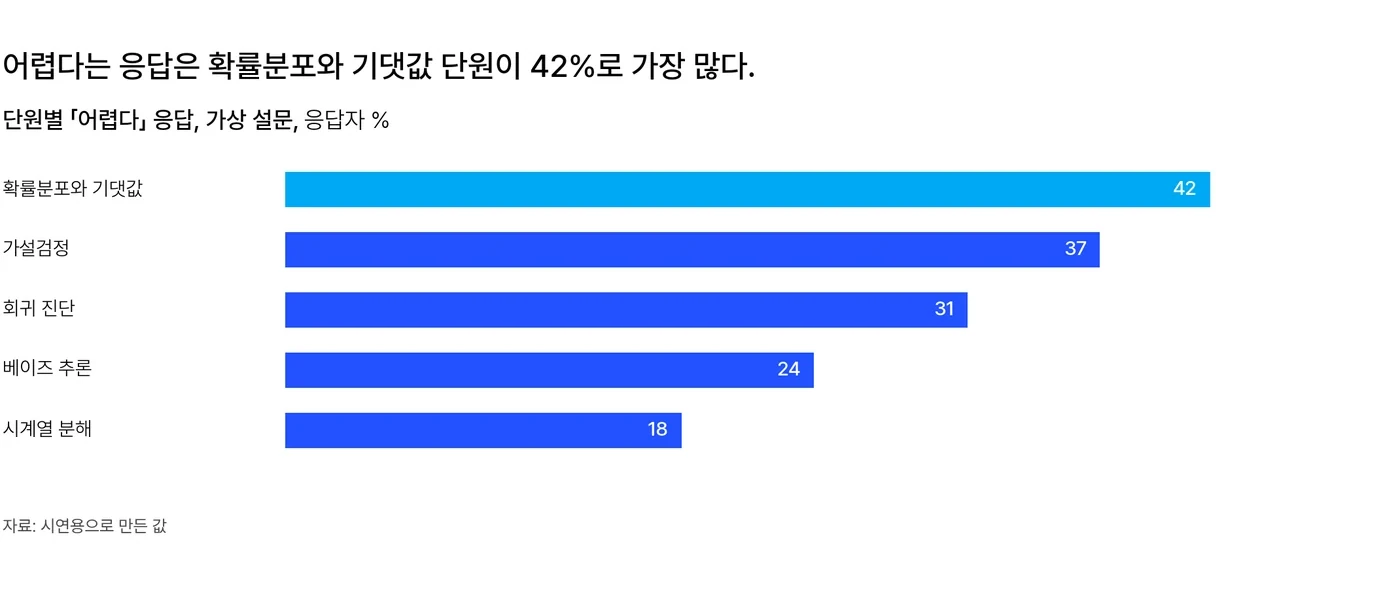 어렵다는 응답은 확률분포와 기댓값 단원이 42%로 가장 많다.
단원별 「어렵다」 응답, 가상 설문, 응답자 %
확률분포와 기댓값 42
가설검정 37
회귀 진단 31
베이즈 추론 24
시계열 분해 18
자료: 시연용으로 만든 값